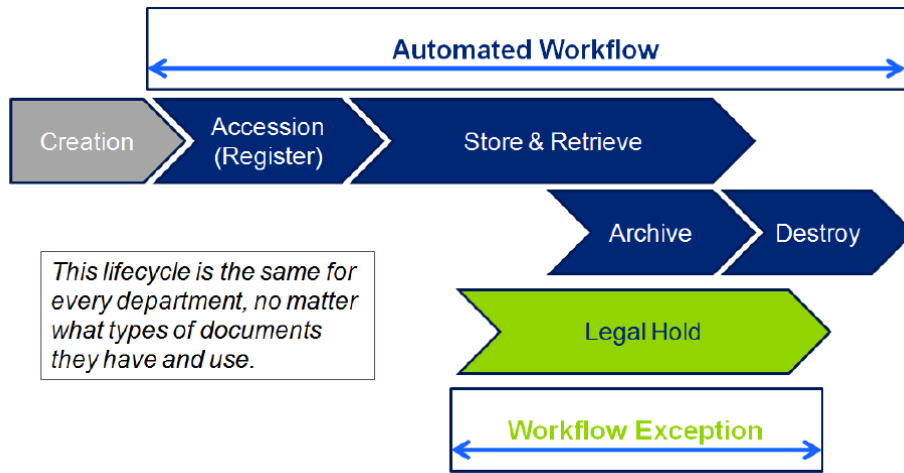 Automated Workflow
Creation
Accession
(Register)
Store & Retrieve
Archive
Destroy
This lifecycle is the same for
every department, no matter
what types of documents
they have and use.
Legal Hold
Workflow Exception